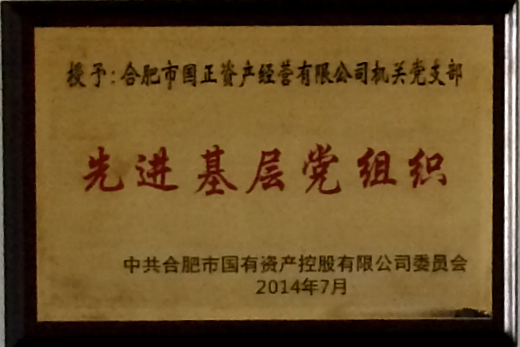 授予：合肥市国正资产经营有限公司机关党支部
先进基层党组织
中共合肥市国有资产控股有限公司委员会
2014年7月